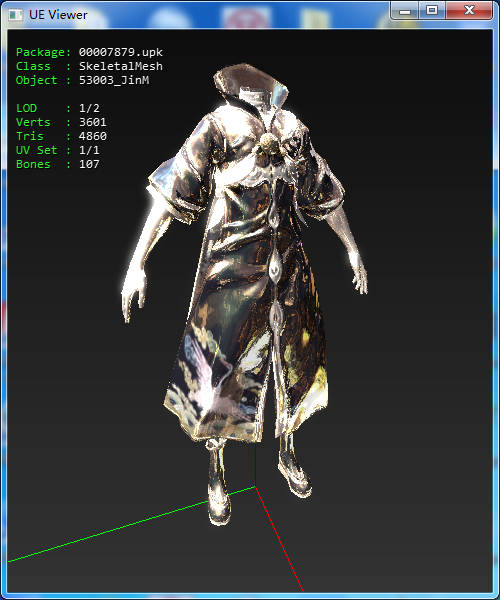 UE Viewer
Package: 00007879.upk
Class : SkeletalMesh
Object : 53003_JinM
LOD : 1/2
Verts : 3601
Tris : 4860
UV Set : 1/1
Bones : 107